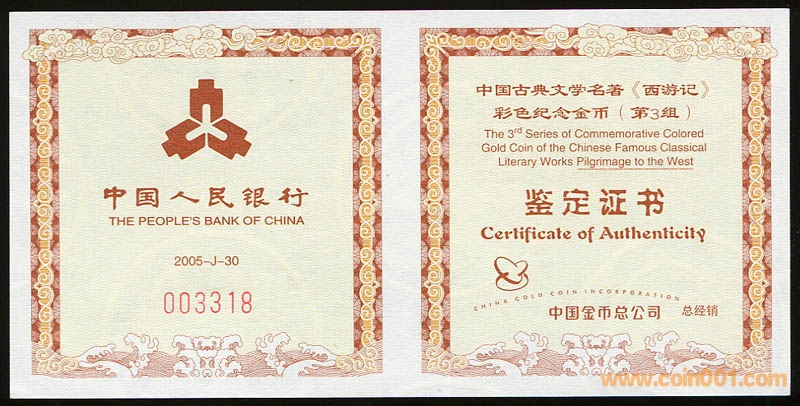 中国人民银行
THE PEOPLE'S BANK OF CHINA
2005-J-30
003318
中国古典文学名著《西游记》
彩色纪念金币（第3组）
The 3rd Series of Commemorative Colored
Gold Coin of the Chinese Famous Classical
Literary Works Pilgrimage to the West
鉴定证书
Certificate of Authenticity
CHINA GOLD COIN INCORPORATION
中国金币总公司 总经销
www.coin001.com